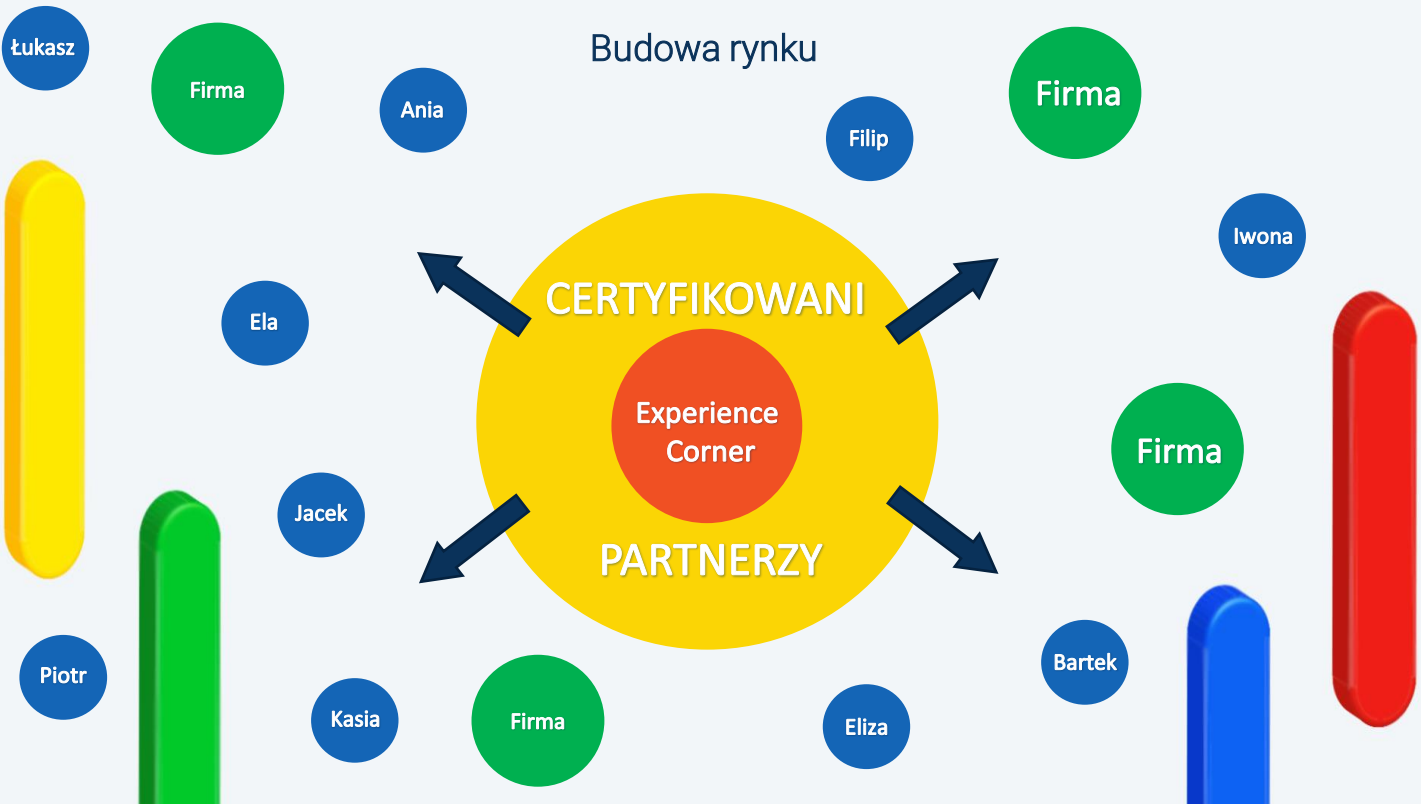 Budowa rynku
Łukasz
Firma
Ania
Filip
Firma
Iwona
Ela
CERTYFIKOWANI
Experience
Corner
PARTNERZY
Firma
Jacek
Piotr
Kasia
Firma
Eliza
Bartek